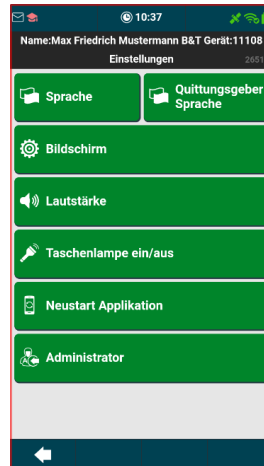 10:37
Name:Max Friedrich Mustermann B&T Gerät:11108
Einstellungen 2651
Sprache
Quittungsgeber
Sprache
Bildschirm
Lautstärke
Taschenlampe ein/aus
Neustart Applikation
Administrator